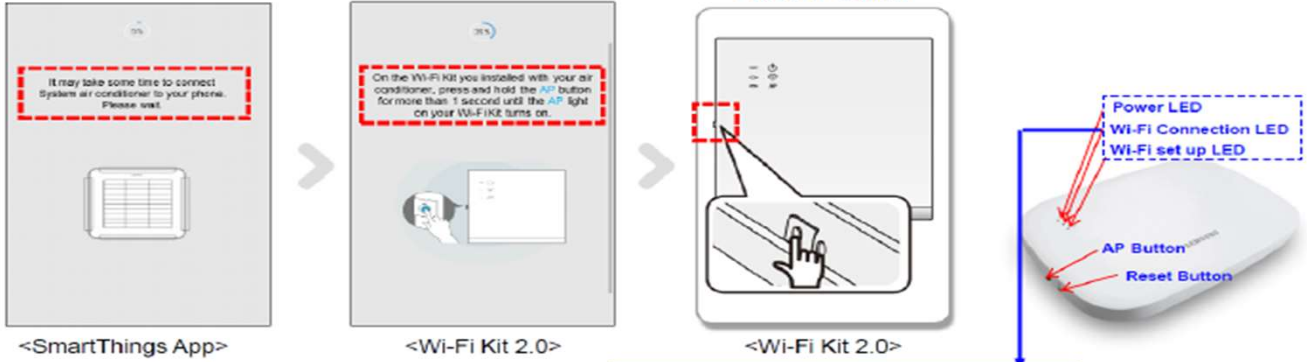 It may take some time to connect
System air conditioner to your phone.
Please wait.
<SmartThings App>
On the Wi-Fi Kit you installed with your air
conditioner, press and hold the AP button
for more than 1 second until the AP light
on your Wi-Fi Kit turns on.
<Wi-Fi Kit 2.0>
<Wi-Fi Kit 2.0>
Power LED
Wi-Fi Connection LED
Wi-Fi set up LED
SAMSUNG
AP Button
Reset Button